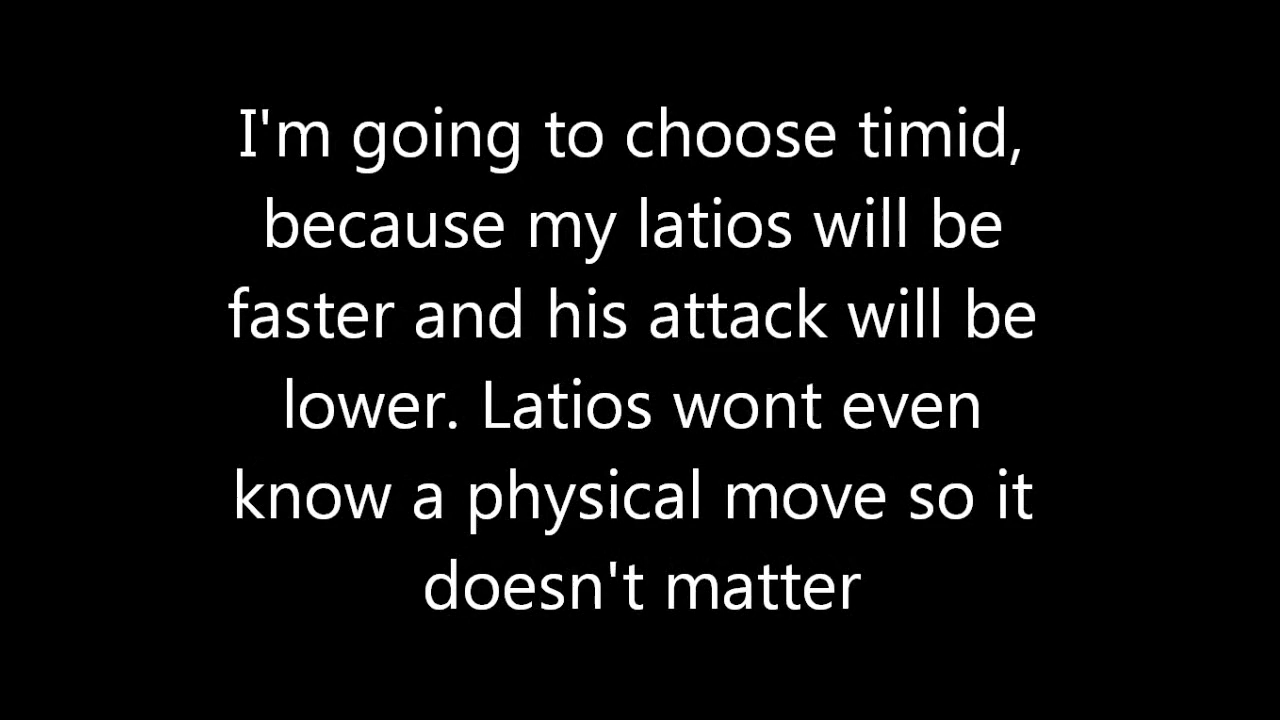 I'm going to choose timid,
because my latios will be
faster and his attack will be
lower. Latios wont even
know a physical move so it
doesn't matter